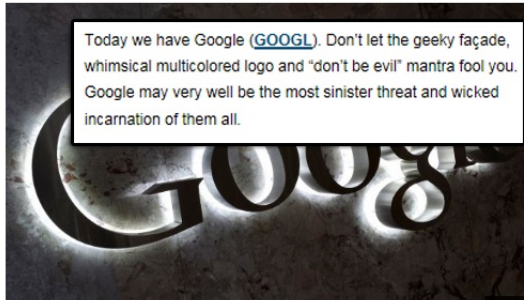 Today we have Google (GOOGL). Don’t let the geeky façade,
whimsical multicolored logo and “don’t be evil” mantra fool you.
Google may very well be the most sinister threat and wicked
incarnation of them all.
Google